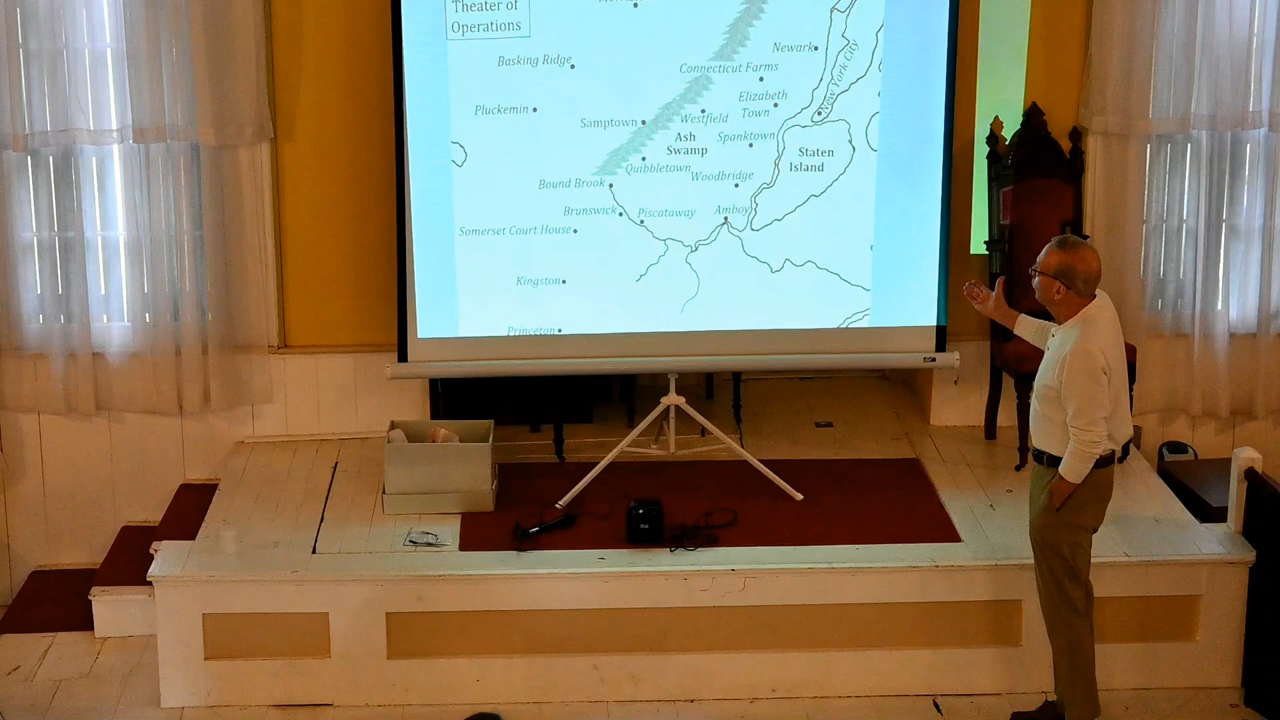 Theater of
Operations
Newark
Basking Ridge
Connecticut Farms
New York City
Elizabeth
Town
Pluckemin
Westfield
Samptown
Ash
Swamp
Spanktown
Staten
Island
Quibbletown
Woodbridge
Bound Brook
Brunswick
Piscataway
Amboy
Somerset Court House
Kingston
Princeton